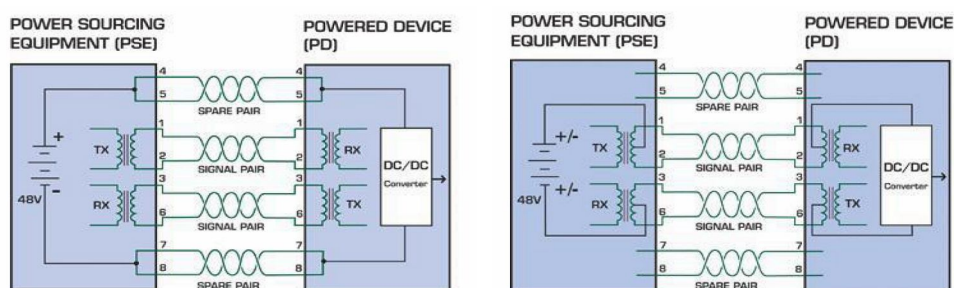 POWER SOURCING
EQUIPMENT (PSE)
POWERED DEVICE
(PD)
4
4
5
5
SPARE PAIR
+
1
1
TX
RX
2
2
SIGNAL PAIR
DC/DC
Converter
3
3
-
48V
RX
TX
6
6
SIGNAL PAIR
7
7
8
8
SPARE PAIR
POWER SOURCING
EQUIPMENT (PSE)
POWERED DEVICE
(PD)
4
4
5
5
SPARE PAIR
+/-
1
1
TX
RX
2
2
SIGNAL PAIR
DC/DC
Converter
3
3
+/-
48V
RX
TX
6
6
SIGNAL PAIR
7
7
8
8
SPARE PAIR